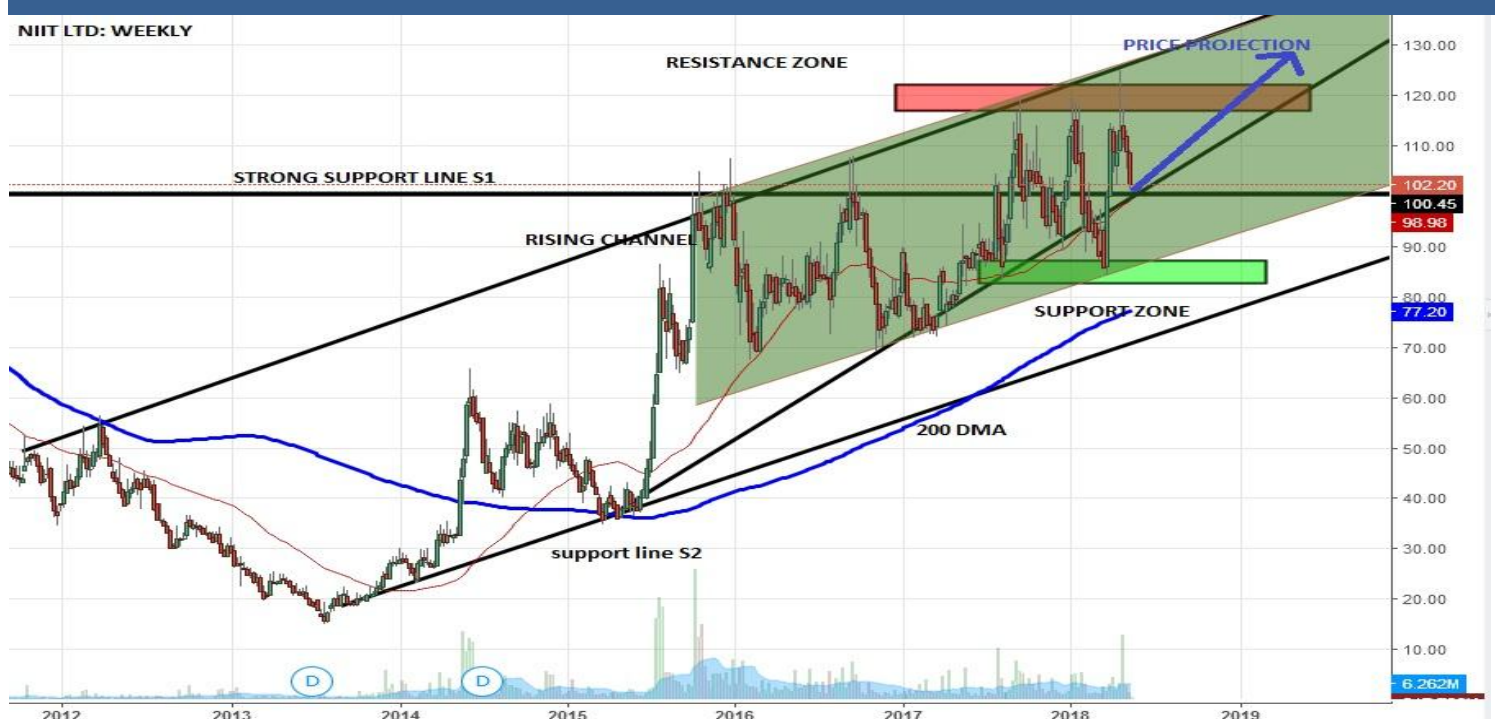 NIIT LTD: WEEKLY
PRICE PROJECTION
130.00
RESISTANCE ZONE
120.00
110.00
STRONG SUPPORT LINE S1
102.20
100.45
98.98
RISING CHANNEL
90.00
80.00
SUPPORT ZONE
77.20
70.00
60.00
200 DMA
50.00
40.00
support line S2
30.00
20.00
10.00
D
D
6.262M
2012 2013 2014 2015 2016 2017 2018 2019